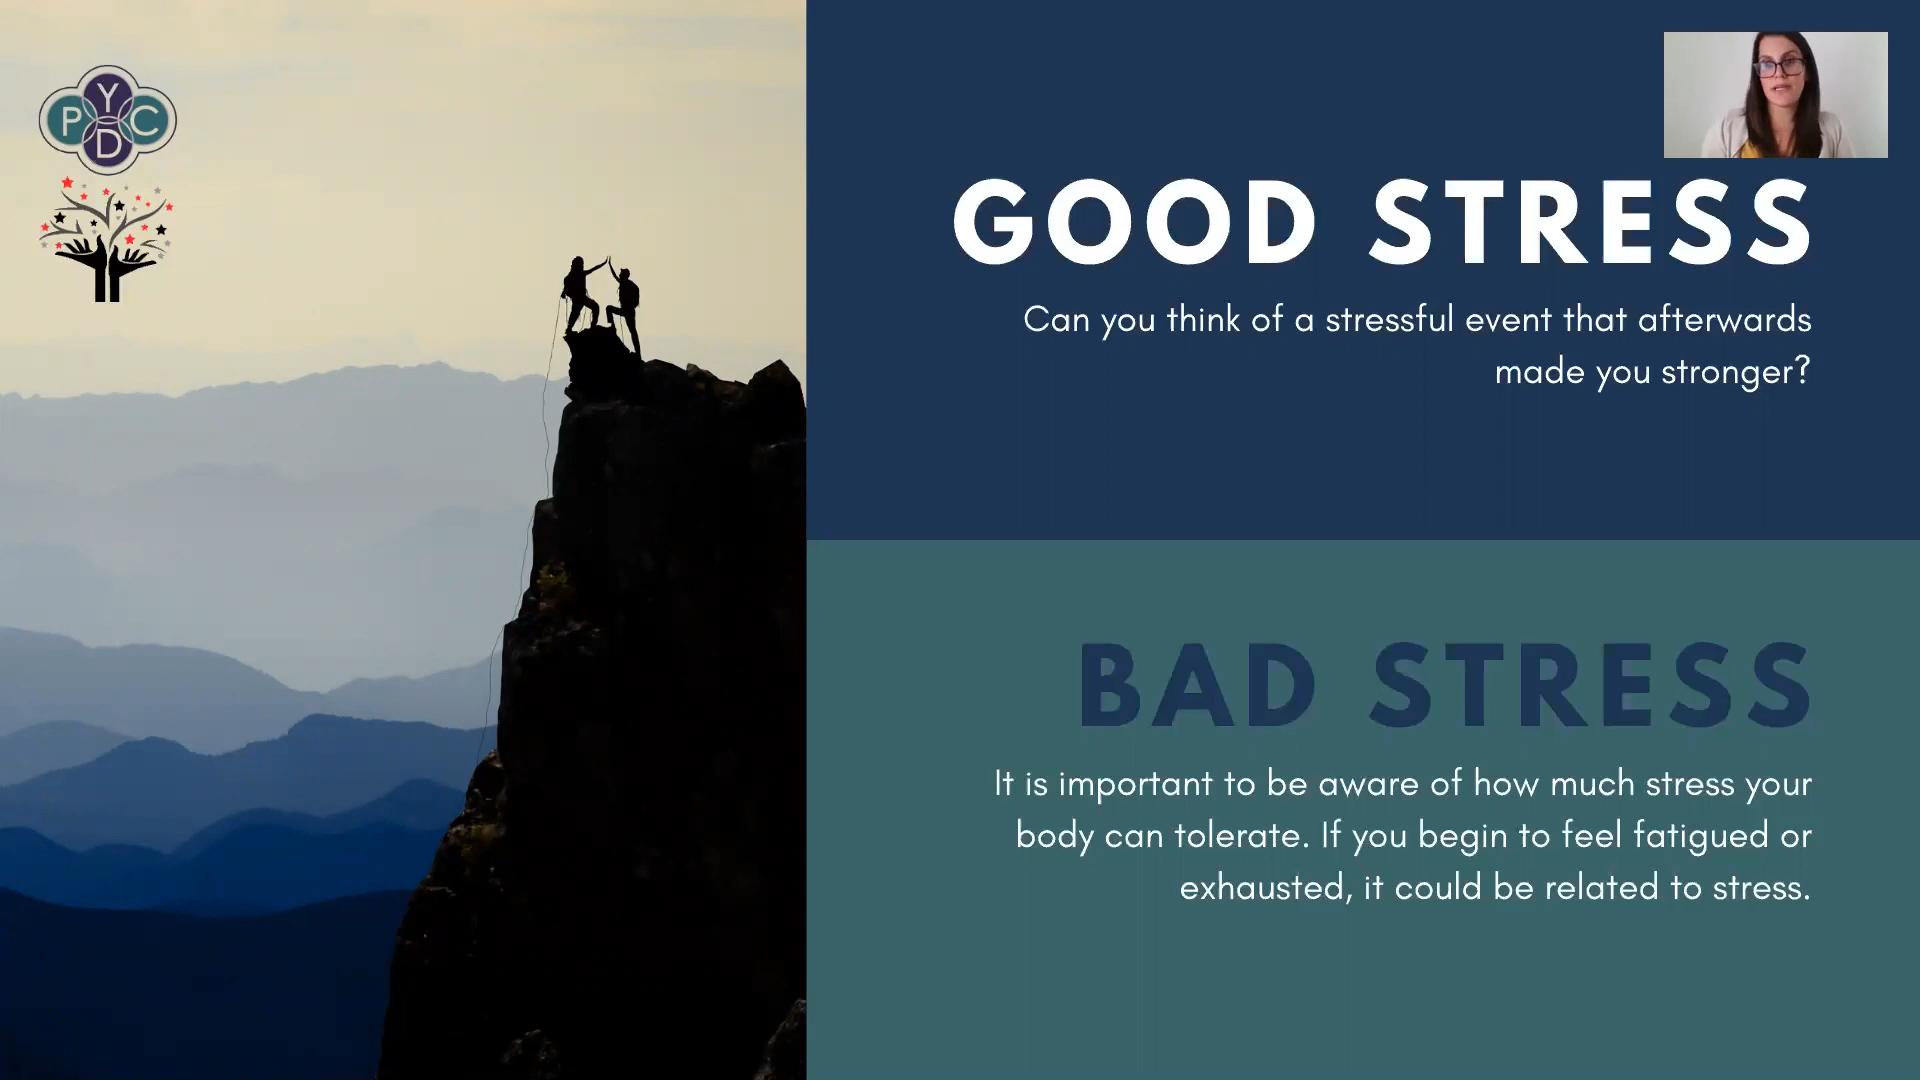 Y
P C
D
GOOD STRESS
Can you think of a stressful event that afterwards
made you stronger?
BAD STRESS
It is important to be aware of how much stress your
body can tolerate. If you begin to feel fatigued or
exhausted, it could be related to stress.